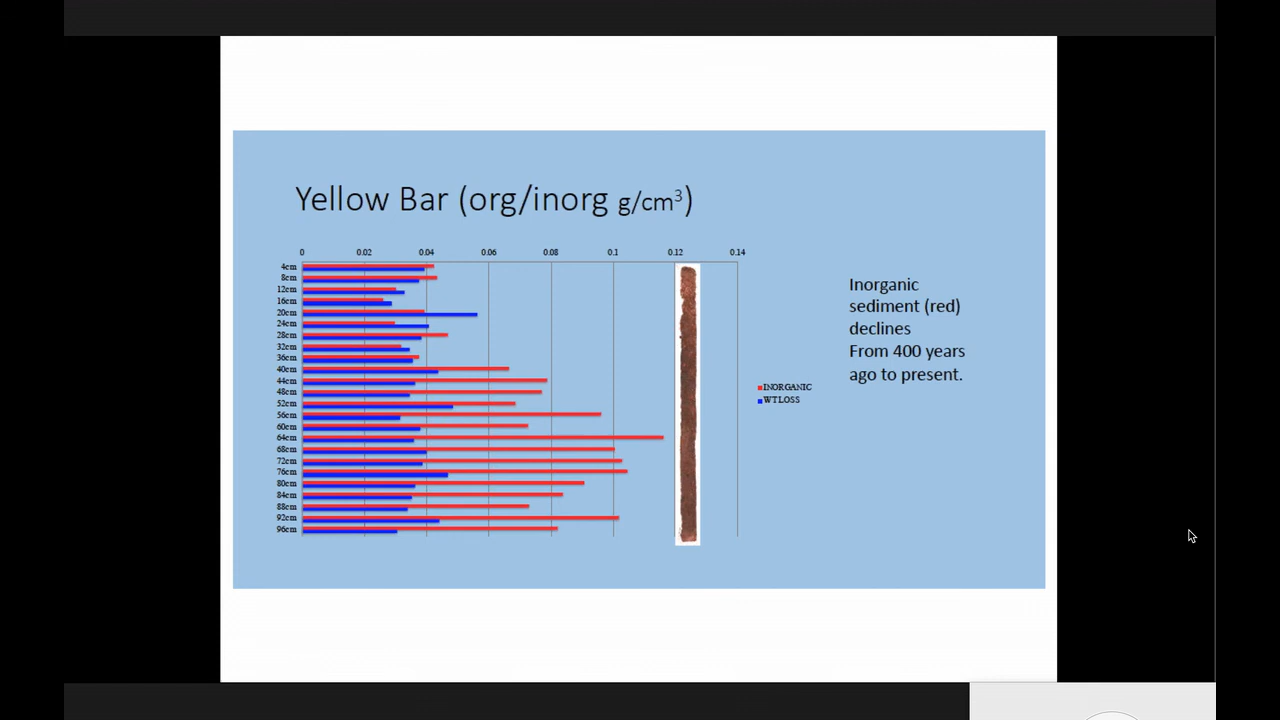 Yellow Bar (org/inorg g/cm³)
0 0.02 0.04 0.06 0.08 0.1 0.12 0.14
4cm
8cm
12cm
16cm
20cm
24cm
28cm
32cm
36cm
40cm
44cm
48cm
52cm
56cm
60cm
64cm
68cm
72cm
76cm
80cm
84cm
88cm
92cm
96cm
INORGANIC
WTLOSS
Inorganic
sediment (red)
declines
From 400 years
ago to present.